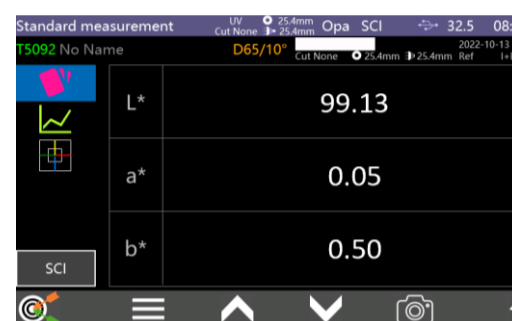 Standard measurement UV Cut None 25.4mm 25.4mm Opa SCI 32.5 08:
T5092 No Name D65/10° Cut None 25.4mm 25.4mm Ref 2022-10-13
L* 99.13
a* 0.05
b* 0.50
SCI